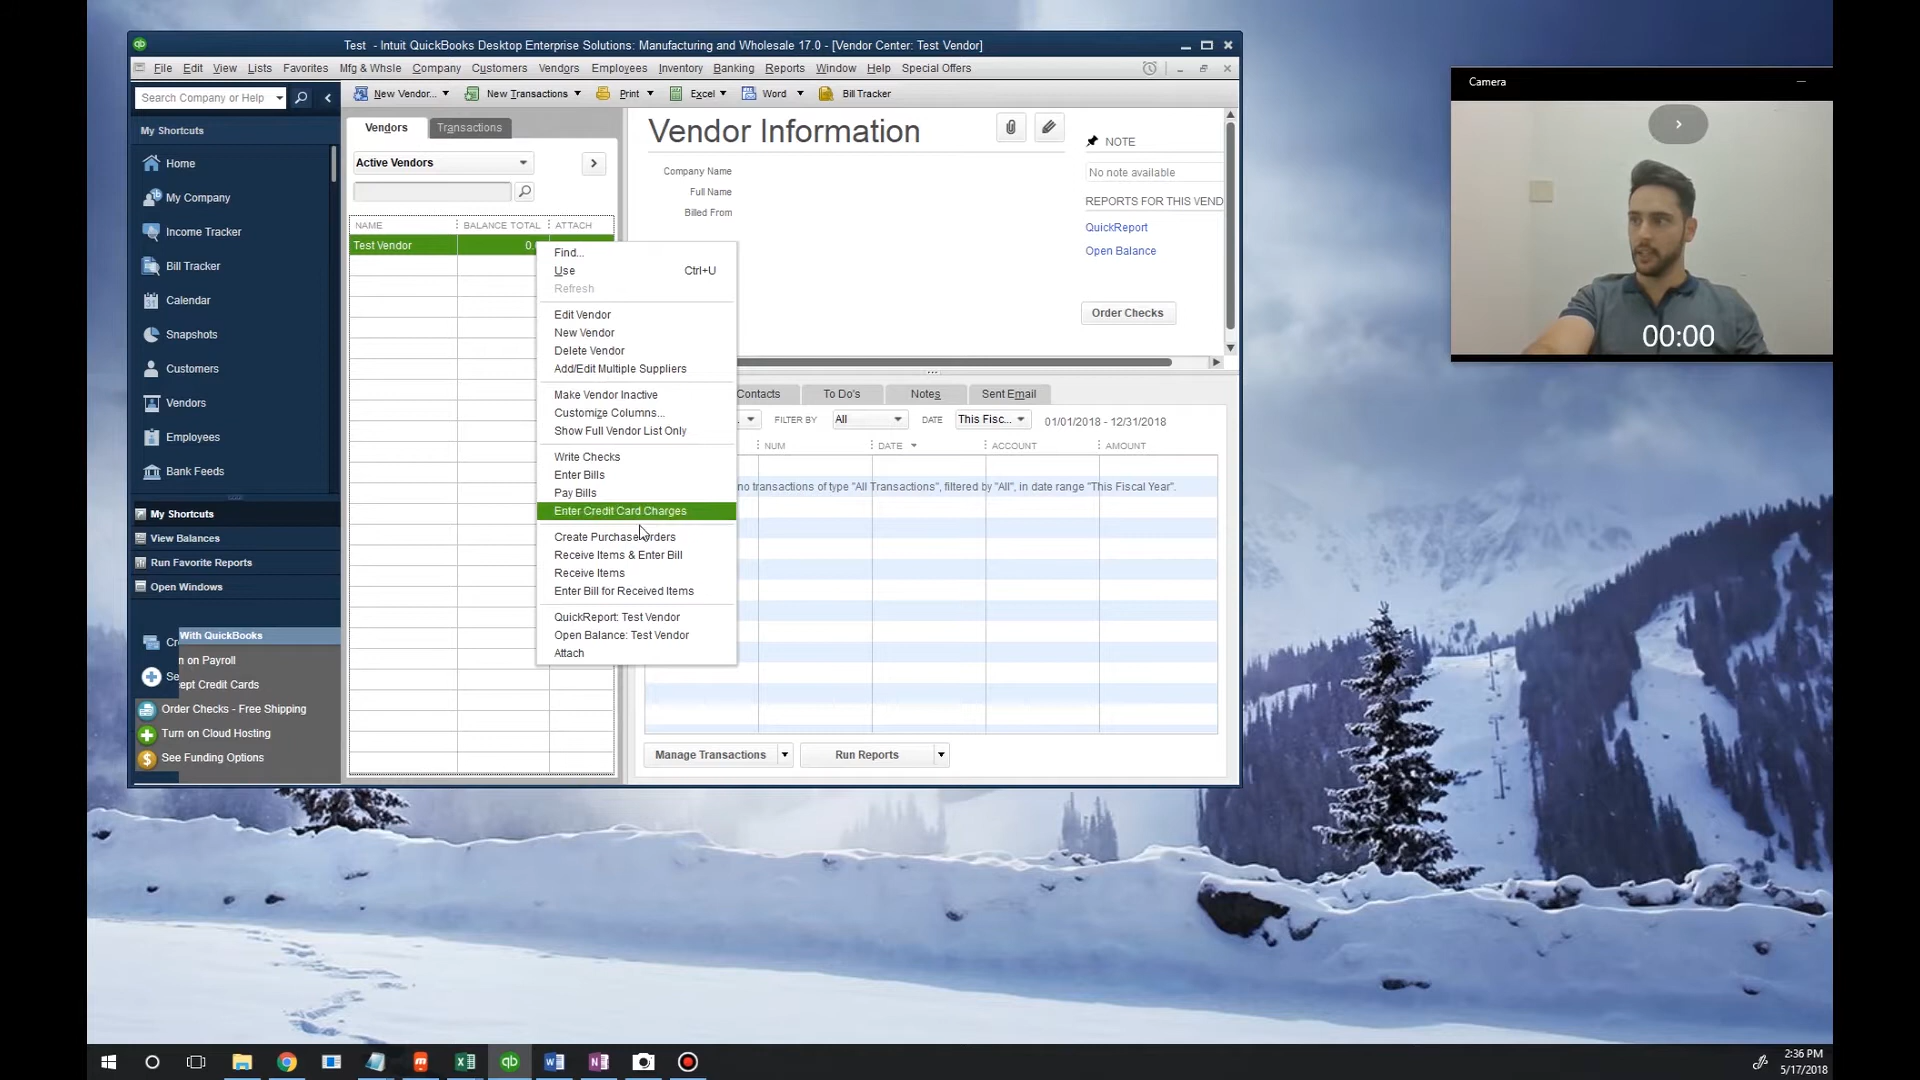 Test - Intuit QuickBooks Desktop Enterprise Solutions: Manufacturing and Wholesale 17.0 - [Vendor Center: Test Vendor]
File Edit View Lists Favorites Mfg & Whsle Company Customers Vendors Employees Inventory Banking Reports Window Help Special Offers
Search Company or Help
New Vendor... New Transactions Print Excel Word Bill Tracker
My Shortcuts
Home
My Company
Income Tracker
Bill Tracker
Calendar
Snapshots
Customers
Vendors
Employees
Bank Feeds
My Shortcuts
View Balances
Run Favorite Reports
Open Windows
With QuickBooks
n on Payroll
Se
ept Credit Cards
Order Checks - Free Shipping
Turn on Cloud Hosting
See Funding Options
Vendors Transactions
Active Vendors
NAME BALANCE TOTAL ATTACH
Test Vendor 0.
Find...
Use Ctrl+U
Refresh
Edit Vendor
New Vendor
Delete Vendor
Add/Edit Multiple Suppliers
Make Vendor Inactive
Customize Columns...
Show Full Vendor List Only
Write Checks
Enter Bills
Pay Bills
Enter Credit Card Charges
Create Purchase Orders
Receive Items & Enter Bill
Receive Items
Enter Bill for Received Items
QuickReport: Test Vendor
Open Balance: Test Vendor
Attach
Vendor Information
Company Name
Full Name
Billed From
NOTE
No note available
REPORTS FOR THIS VEND
QuickReport
Open Balance
Order Checks
Contacts To Do's Notes Sent Email
FILTER BY All DATE This Fisc... 01/01/2018 - 12/31/2018
NUM DATE ACCOUNT AMOUNT
no transactions of type "All Transactions", filtered by "All", in date range "This Fiscal Year".
Manage Transactions Run Reports
Camera
00:00
2:36 PM
5/17/2018